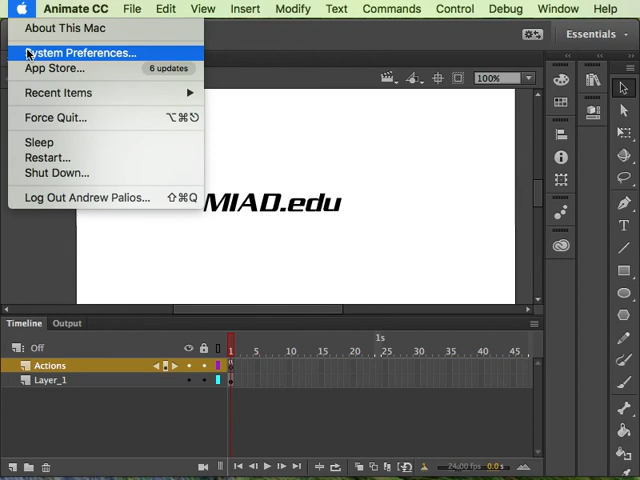 Animate CC File Edit View Insert Modify Text Commands Control Debug Window Help
About This Mac
System Preferences...
App Store... 6 updates
Recent Items
Force Quit... ⌥⌘⎋
Sleep
Restart...
Shut Down...
Log Out Andrew Palios... ⇧⌘Q
Essentials
100%
MIAD.edu
Timeline Output
Off 1s
1 5 10 15 20 25 30 35 40 45
Actions
Layer_1
24.00 fps 0.0 s